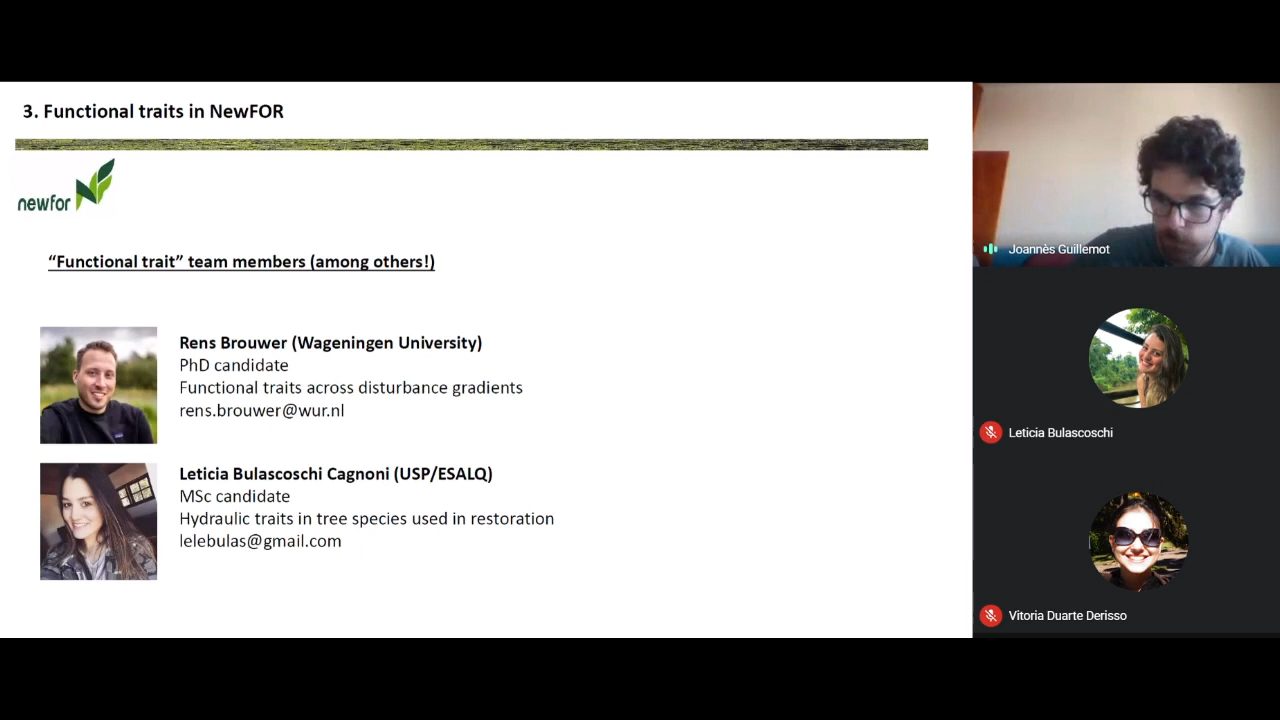 3. Functional traits in NewFOR
newfor
“Functional trait” team members (among others!)
Rens Brouwer (Wageningen University)
PhD candidate
Functional traits across disturbance gradients
rens.brouwer@wur.nl
Leticia Bulascoschi Cagnoni (USP/ESALQ)
MSc candidate
Hydraulic traits in tree species used in restoration
lelebulas@gmail.com
Joannès Guillemot
Leticia Bulascoschi
Vitoria Duarte Derisso